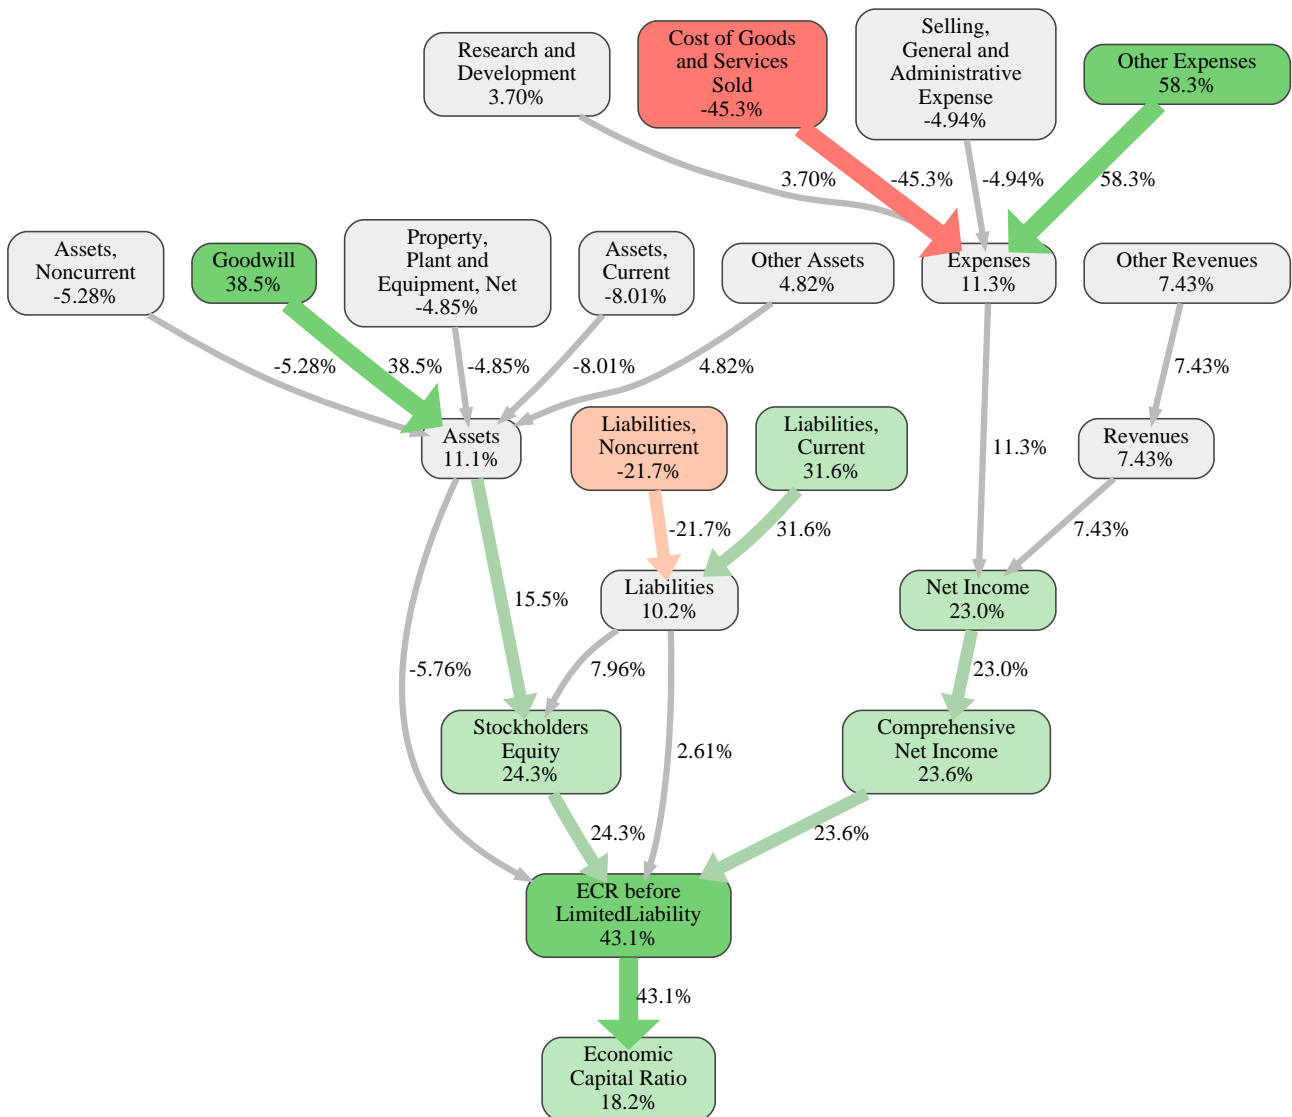 Research and
Development
3.70%
Cost of Goods
and Services
Sold
-45.3%
Selling,
General and
Administrative
Expense
-4.94%
Other Expenses
58.3%
3.70%
-45.3%
-4.94%
58.3%
Assets,
Noncurrent
-5.28%
Goodwill
38.5%
Property,
Plant and
Equipment, Net
-4.85%
Assets,
Current
-8.01%
Other Assets
4.82%
Expenses
11.3%
Other Revenues
7.43%
-5.28%
38.5%
-4.85%
-8.01%
4.82%
7.43%
Assets
11.1%
Liabilities,
Noncurrent
-21.7%
Liabilities,
Current
31.6%
11.3%
Revenues
7.43%
-21.7%
31.6%
7.43%
15.5%
Liabilities
10.2%
Net Income
23.0%
-5.76%
7.96%
23.0%
Stockholders
Equity
24.3%
2.61%
Comprehensive
Net Income
23.6%
24.3%
23.6%
ECR before
LimitedLiability
43.1%
43.1%
Economic
Capital Ratio
18.2%